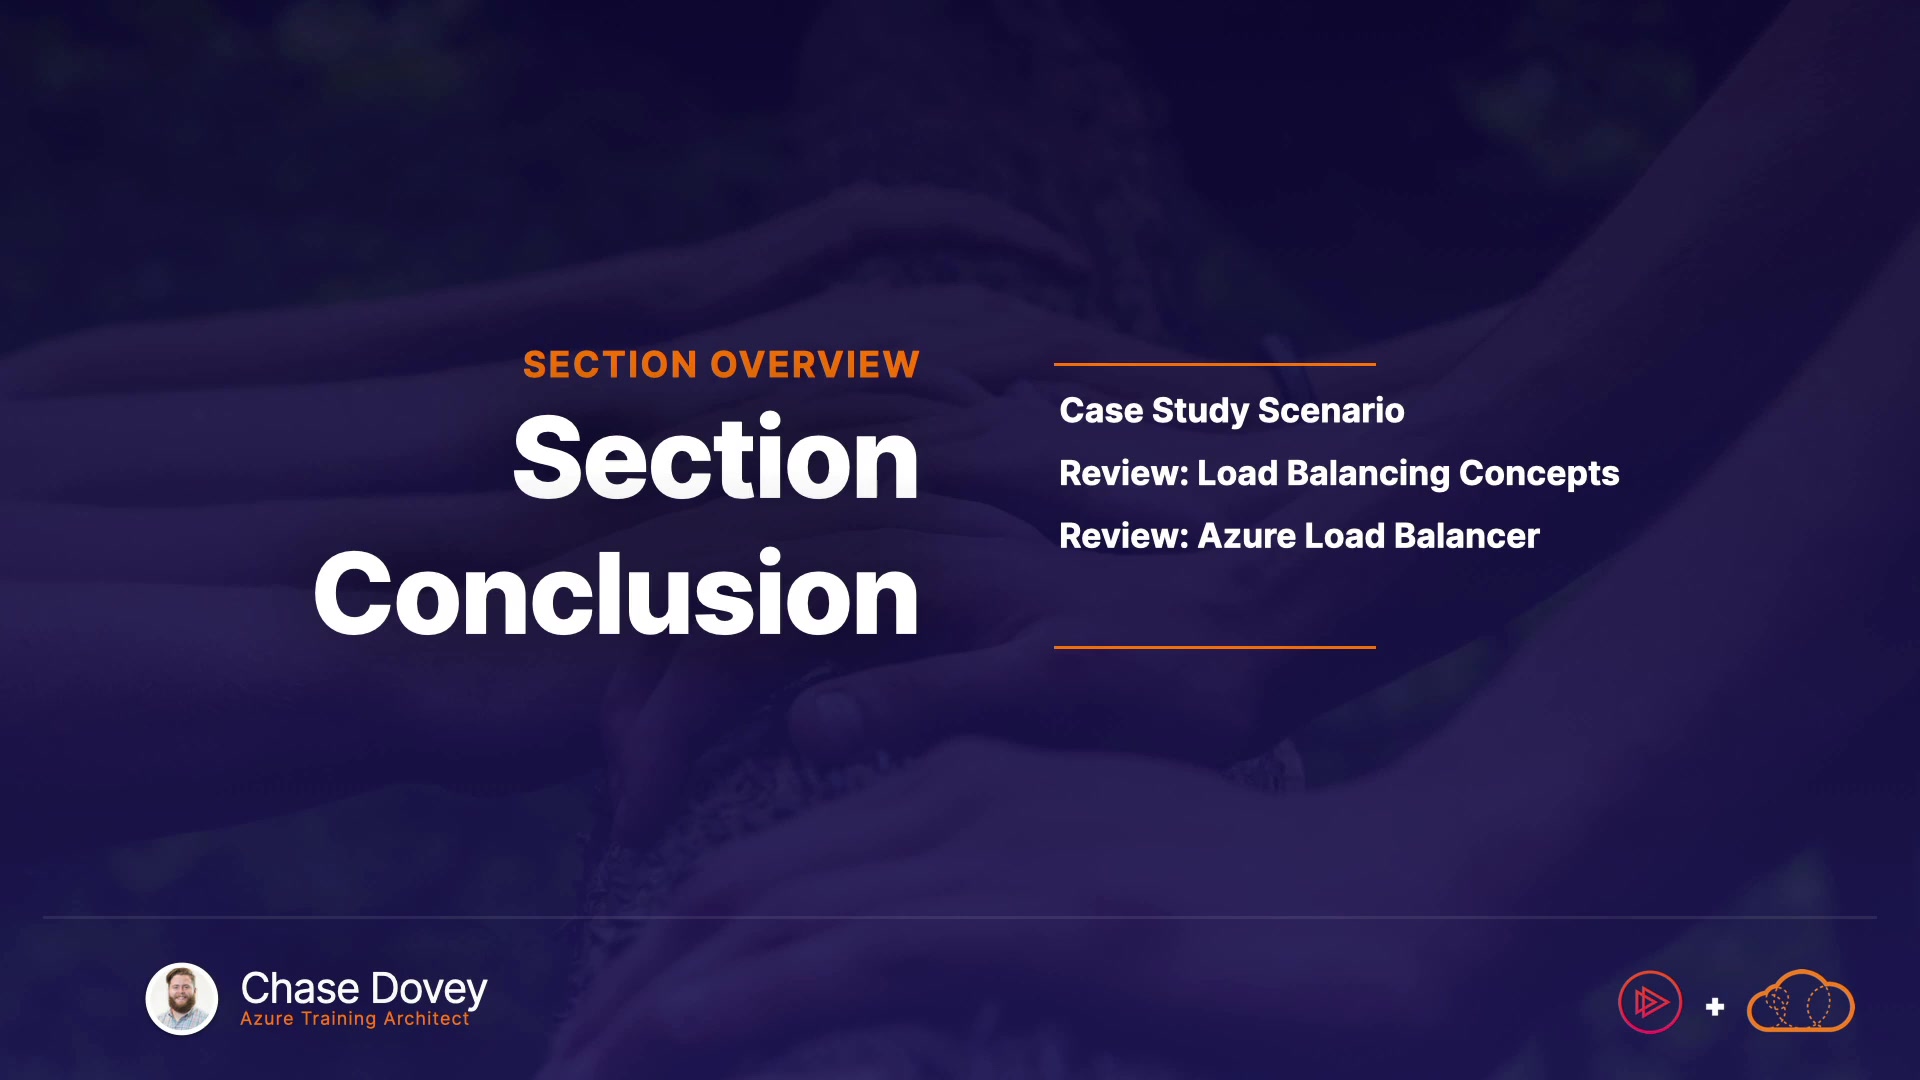 SECTION OVERVIEW
Section
Conclusion
Case Study Scenario
Review: Load Balancing Concepts
Review: Azure Load Balancer
Chase Dovey
Azure Training Architect